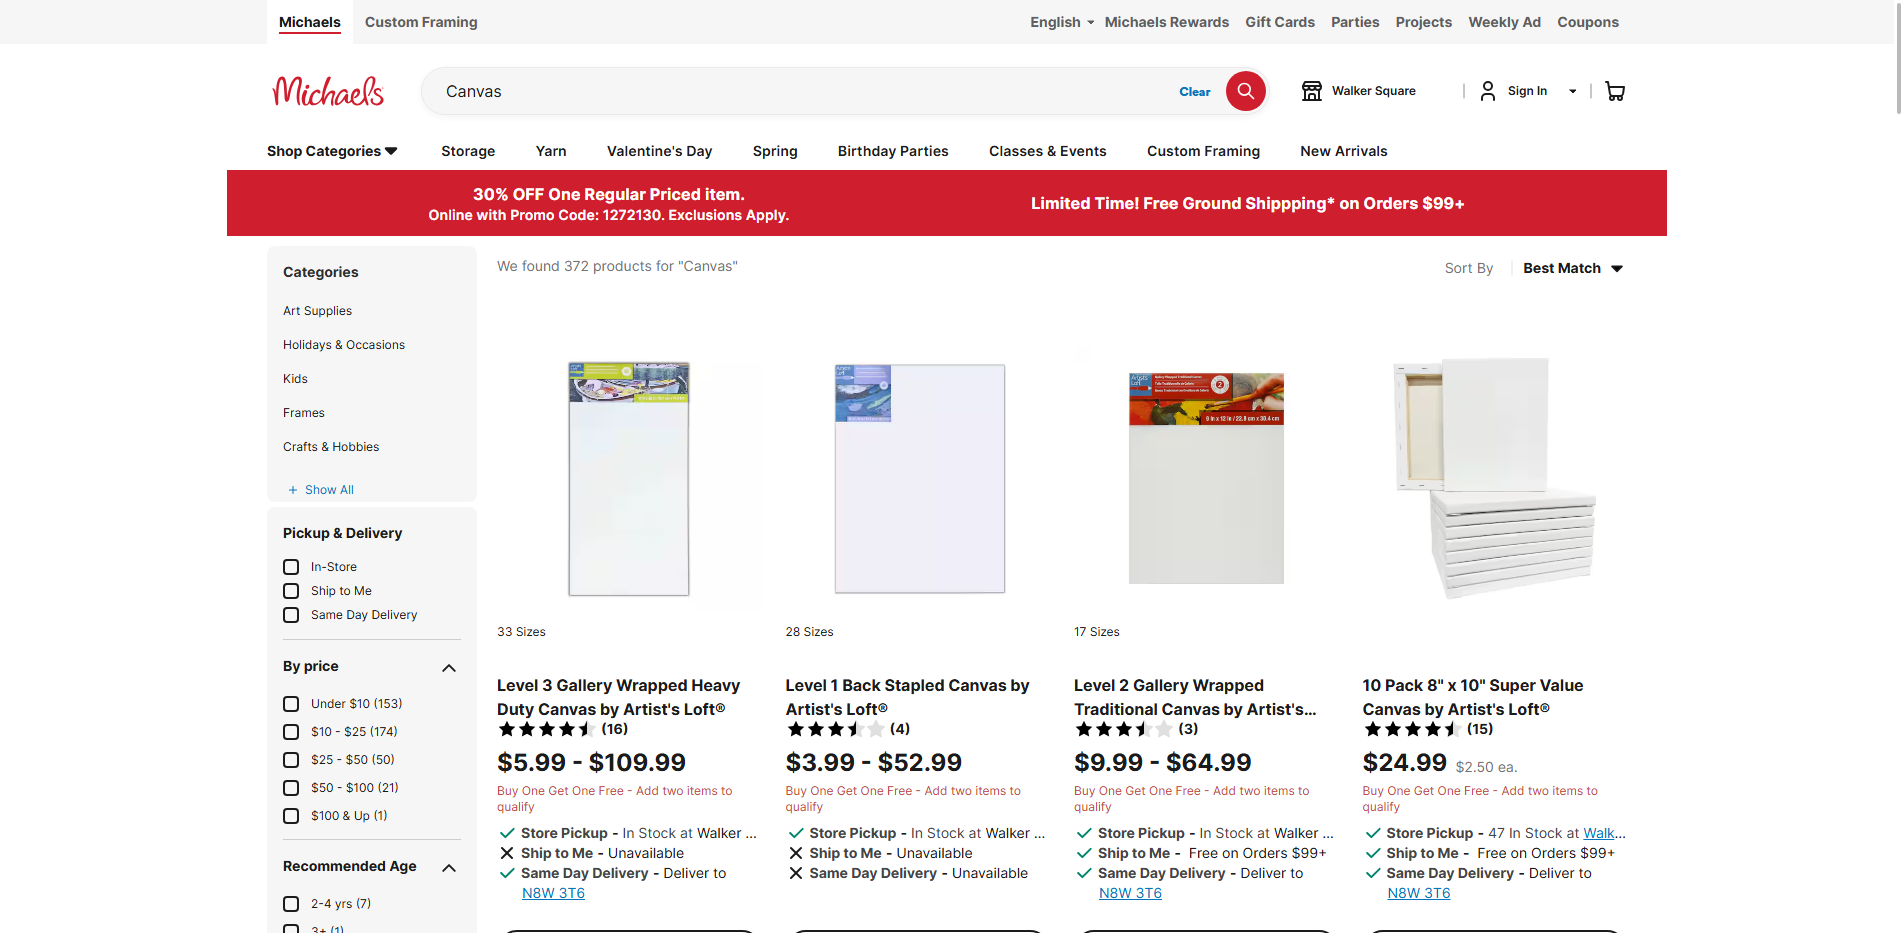 Michaels
Custom Framing
English
Michaels Rewards
Gift Cards
Parties
Projects
Weekly Ad
Coupons
Michaels
Canvas
Clear
Walker Square
Sign In
Shop Categories
Storage
Yarn
Valentine's Day
Spring
Birthday Parties
Classes & Events
Custom Framing
New Arrivals
30% OFF One Regular Priced item.
Online with Promo Code: 1272130. Exclusions Apply.
Limited Time! Free Ground Shippping* on Orders $99+
Categories
Art Supplies
Holidays & Occasions
Kids
Frames
Crafts & Hobbies
+ Show All
Pickup & Delivery
In-Store
Ship to Me
Same Day Delivery
By price
Under $10 (153)
$10 - $25 (174)
$25 - $50 (50)
$50 - $100 (21)
$100 & Up (1)
Recommended Age
2-4 yrs (7)
3+ (1)
We found 372 products for "Canvas"
Sort By
Best Match
33 Sizes
Level 3 Gallery Wrapped Heavy
Duty Canvas by Artist's Loft®
(16)
$5.99 - $109.99
Buy One Get One Free - Add two items to
qualify
Store Pickup - In Stock at Walker ...
Ship to Me - Unavailable
Same Day Delivery - Deliver to
N8W 3T6
28 Sizes
Level 1 Back Stapled Canvas by
Artist's Loft®
(4)
$3.99 - $52.99
Buy One Get One Free - Add two items to
qualify
Store Pickup - In Stock at Walker ...
Ship to Me - Unavailable
Same Day Delivery - Unavailable
Artist's
Loft
2
9 in x 12 in / 22.8 cm x 30.4 cm
17 Sizes
Level 2 Gallery Wrapped
Traditional Canvas by Artist's...
(3)
$9.99 - $64.99
Buy One Get One Free - Add two items to
qualify
Store Pickup - In Stock at Walker ...
Ship to Me - Free on Orders $99+
Same Day Delivery - Deliver to
N8W 3T6
10 Pack 8" x 10" Super Value
Canvas by Artist's Loft®
(15)
$24.99 $2.50 ea.
Buy One Get One Free - Add two items to
qualify
Store Pickup - 47 In Stock at Walk...
Ship to Me - Free on Orders $99+
Same Day Delivery - Deliver to
N8W 3T6